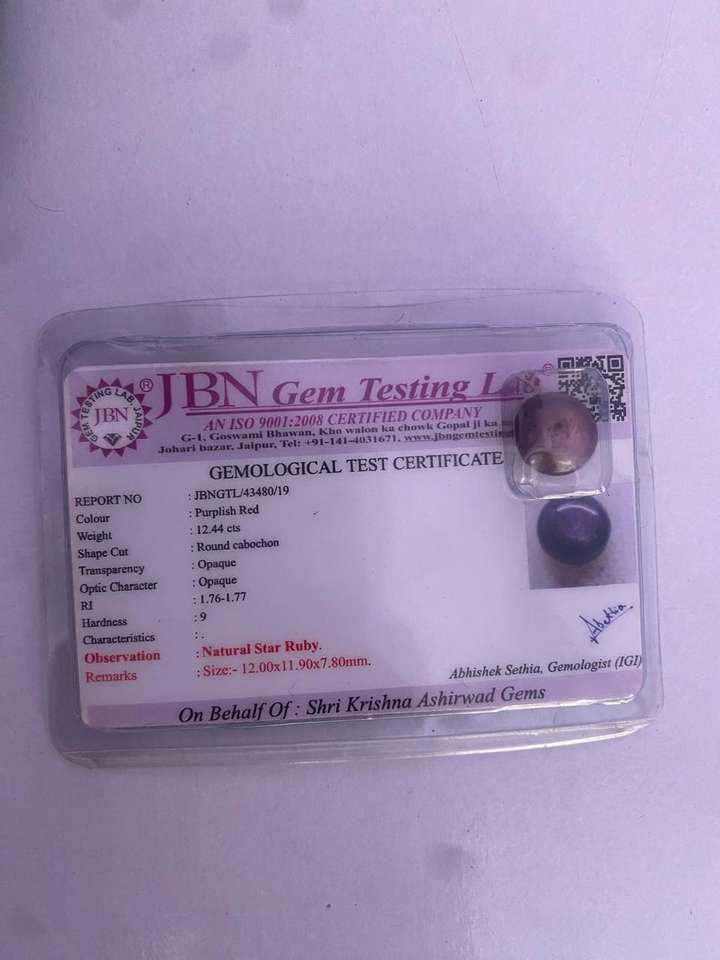 GEM TESTING LAB, JAIPUR
JBN
® JBN Gem Testing ®
AN ISO 9001:2008 CERTIFIED COMPANY
G-1, Goswami Bhawan, Kho walon ka chowk Gopal ji ka
Johari bazar, Jaipur, Tel: +91-141-4031671, www.jbngemtesting
GEMOLOGICAL TEST CERTIFICATE
REPORT NO : JBNGTL/43480/19
Colour : Purplish Red
Weight : 12.44 cts
Shape Cut : Round cabochon
Transparency : Opaque
Optic Character : Opaque
RI : 1.76-1.77
Hardness : 9
Characteristics : .
Observation : Natural Star Ruby.
Remarks : Size:- 12.00x11.90x7.80mm.
Abhishek Sethia, Gemologist (IGI)
On Behalf Of : Shri Krishna Ashirwad Gems